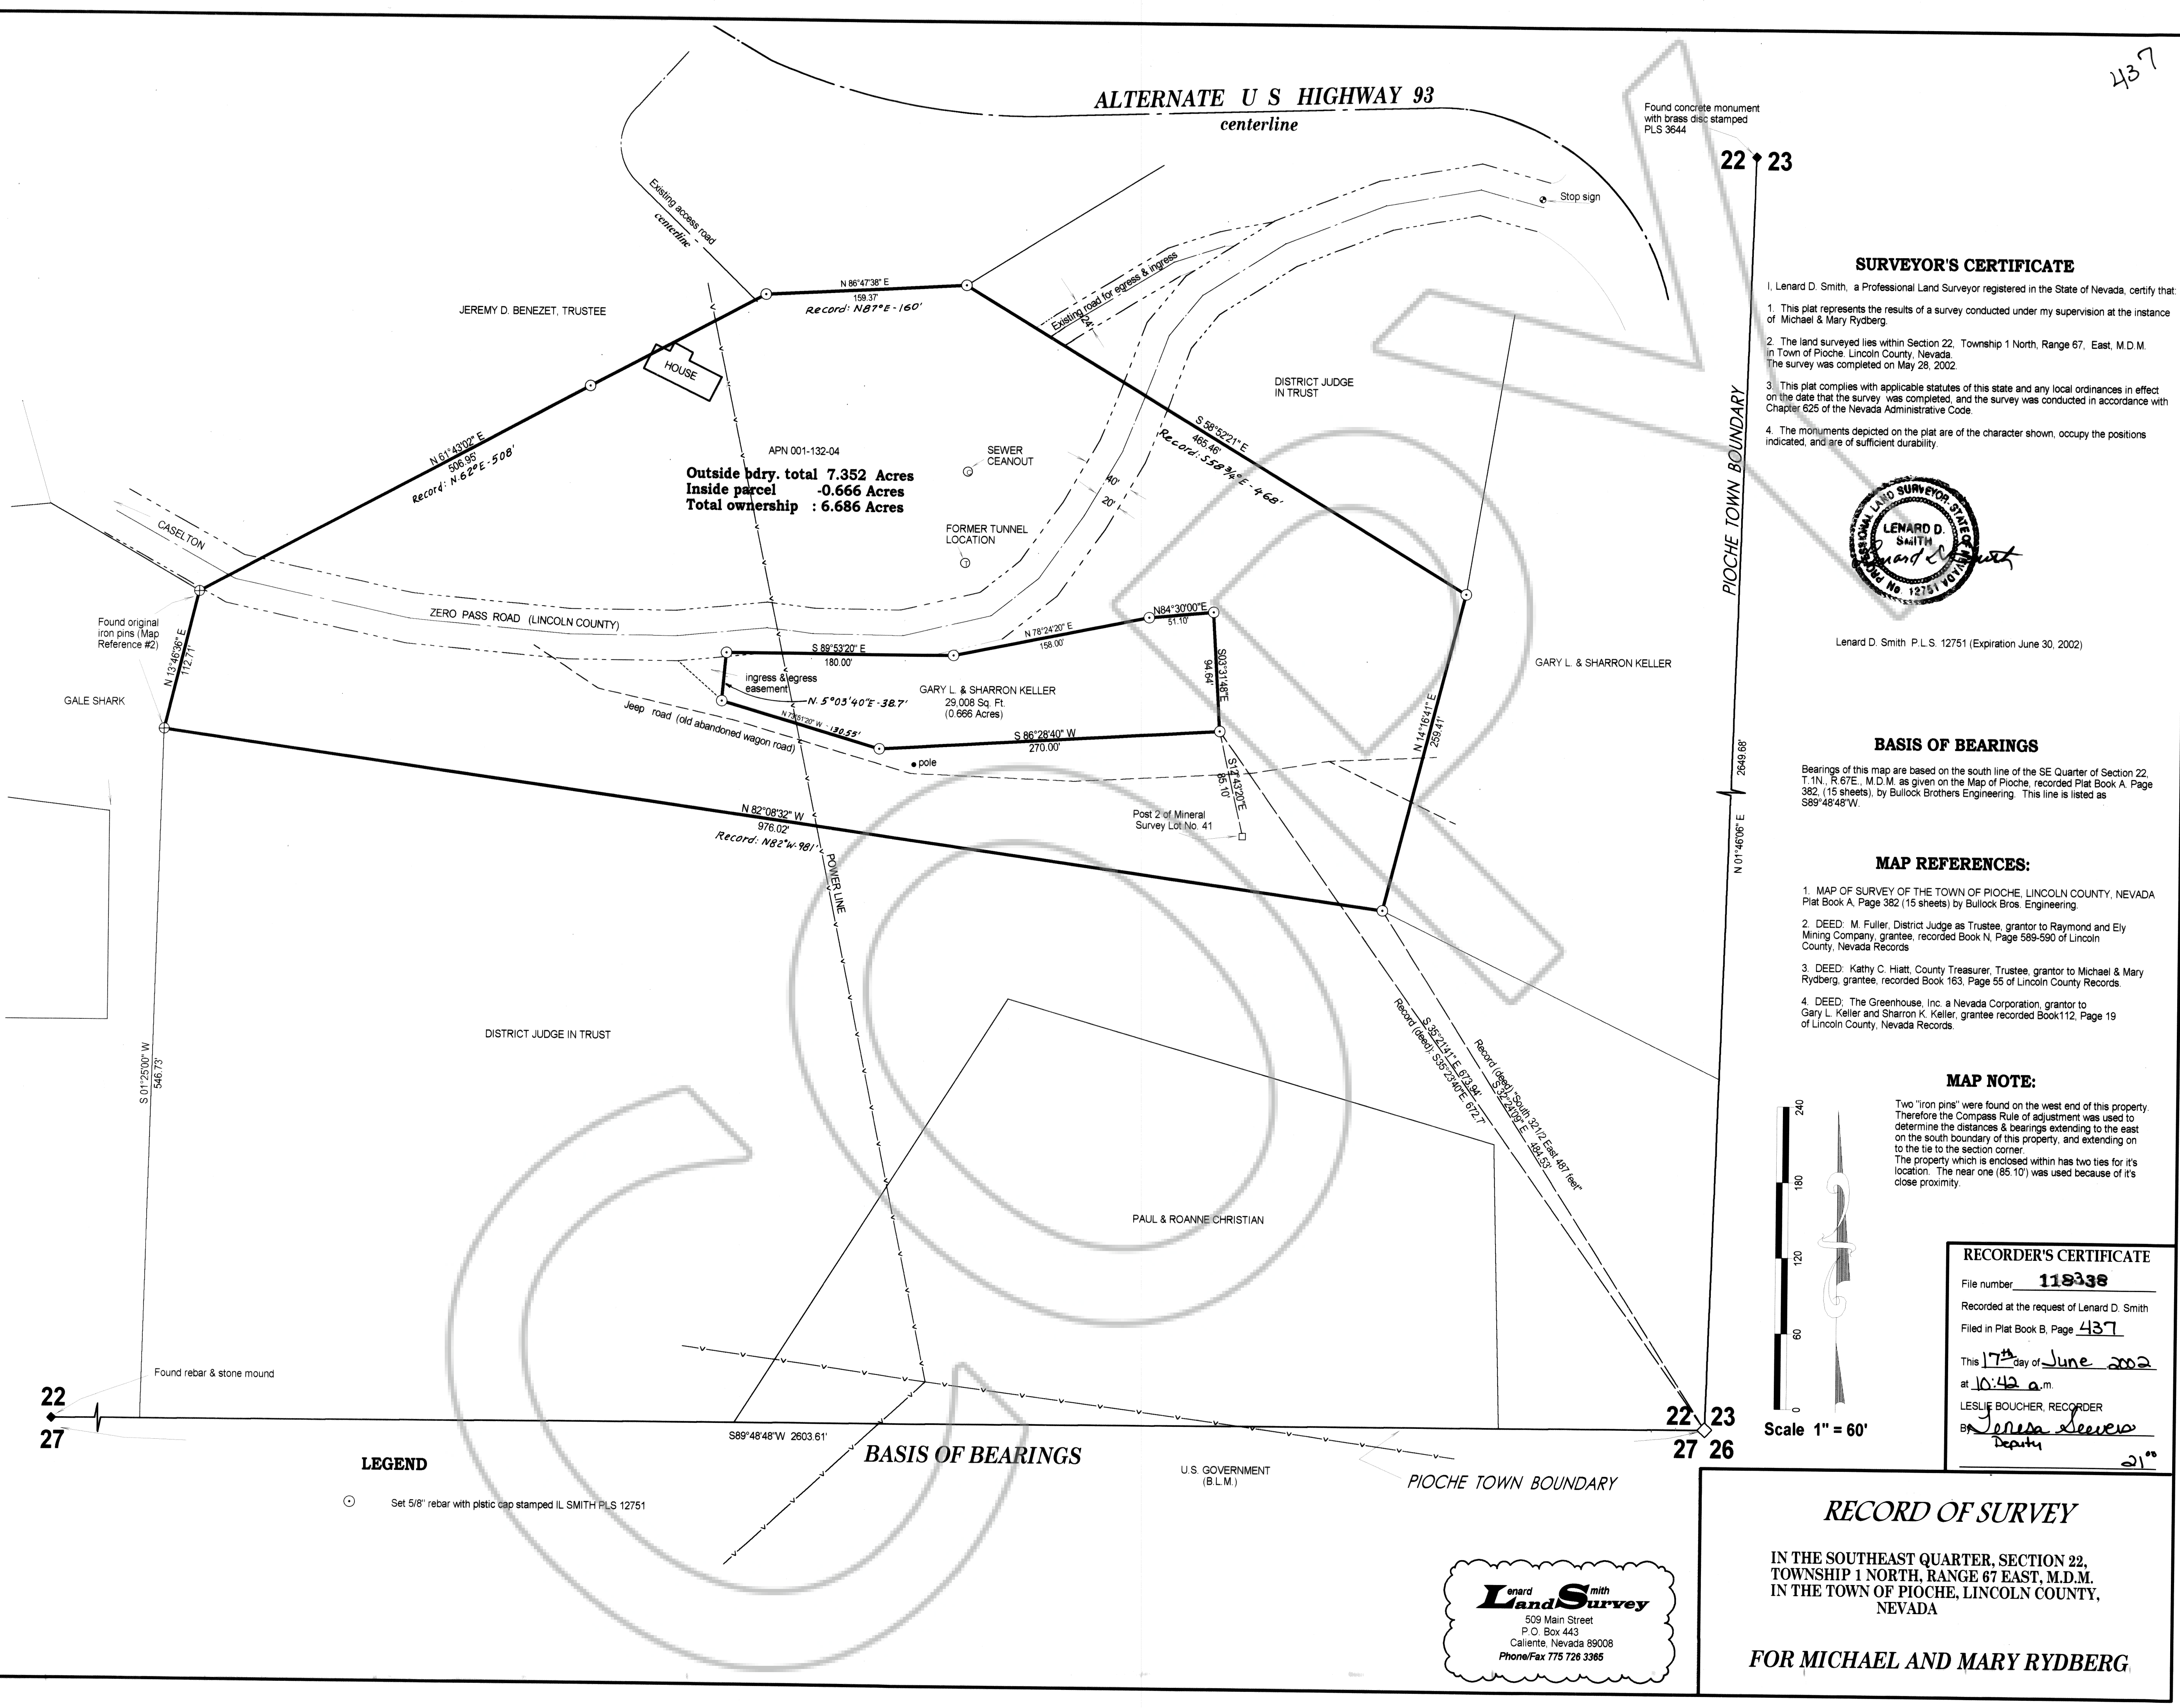 437
ALTERNATE U S HIGHWAY 93
centerline
Found concrete monument
with brass disc stamped
PLS 3644
22 23
Stop sign
Existing access road
centerline
Existing road for egress & ingress
24'
JEREMY D. BENEZET, TRUSTEE
N 86°47'38" E
159.37'
Record: N87°E-160'
HOUSE
DISTRICT JUDGE
IN TRUST
S 58°52'21" E
465.46'
Record: S58 3/4°E-468'
N 61°43'02" E
506.95'
Record: N.62°E-508'
APN 001-132-04
Outside bdry. total 7.352 Acres
Inside parcel -0.666 Acres
Total ownership : 6.686 Acres
SEWER
CEANOUT
C
40'
20'
FORMER TUNNEL
LOCATION
T
CASELTON
ZERO PASS ROAD (LINCOLN COUNTY)
Found original
iron pins (Map
Reference #2)
N 13°46'36" E
112.71'
GALE SHARK
S 89°53'20" E
180.00'
N 78°24'20" E
158.00'
N84°30'00"E
51.10'
S03°31'48"E
94.64'
ingress & egress
easement
N. 5°03'40"E-38.7'
GARY L. & SHARRON KELLER
29,008 Sq. Ft.
(0.666 Acres)
130.55'
S 86°28'40" W
270.00'
Jeep road (old abandoned wagon road)
pole
S12°43'20"E
85.10'
Post 2 of Mineral
Survey Lot No. 41
GARY L. & SHARRON KELLER
N 14°16'41" E
259.41'
N 82°08'32" W
976.02'
Record: N82°W-981'
POWER LINE
PIOCHE TOWN BOUNDARY
2649.68'
N 01°46'06" E
DISTRICT JUDGE IN TRUST
S 01°25'00" W
546.73'
Record (deed) "South 321/2 East 487 feet"
S 32°24'09" E 484.53'
S 35°21'41" E 673.94'
Record (deed): S35°23'40"E. 672.7'
PAUL & ROANNE CHRISTIAN
Found rebar & stone mound
22
27
S89°48'48"W 2603.61'
BASIS OF BEARINGS
U.S. GOVERNMENT
(B.L.M.)
PIOCHE TOWN BOUNDARY
22 23
27 26
LEGEND
Set 5/8" rebar with plstic cap stamped IL SMITH PLS 12751
SURVEYOR'S CERTIFICATE
I, Lenard D. Smith, a Professional Land Surveyor registered in the State of Nevada, certify that:
1. This plat represents the results of a survey conducted under my supervision at the instance
of Michael & Mary Rydberg.
2. The land surveyed lies within Section 22, Township 1 North, Range 67, East, M.D.M.
in Town of Pioche. Lincoln County, Nevada.
The survey was completed on May 28, 2002.
3. This plat complies with applicable statutes of this state and any local ordinances in effect
on the date that the survey was completed, and the survey was conducted in accordance with
Chapter 625 of the Nevada Administrative Code.
4. The monuments depicted on the plat are of the character shown, occupy the positions
indicated, and are of sufficient durability.
PROFESSIONAL LAND SURVEYOR-STATE OF NEVADA
LENARD D.
SMITH
No. 12751
Lenard D. Smith P.L.S. 12751 (Expiration June 30, 2002)
BASIS OF BEARINGS
Bearings of this map are based on the south line of the SE Quarter of Section 22,
T.1N., R.67E., M.D.M. as given on the Map of Pioche, recorded Plat Book A. Page
382, (15 sheets), by Bullock Brothers Engineering. This line is listed as
S89°48'48"W.
MAP REFERENCES:
1. MAP OF SURVEY OF THE TOWN OF PIOCHE, LINCOLN COUNTY, NEVADA
Plat Book A, Page 382 (15 sheets) by Bullock Bros. Engineering.
2. DEED: M. Fuller, District Judge as Trustee, grantor to Raymond and Ely
Mining Company, grantee, recorded Book N, Page 589-590 of Lincoln
County, Nevada Records
3. DEED: Kathy C. Hiatt, County Treasurer, Trustee, grantor to Michael & Mary
Rydberg, grantee, recorded Book 163, Page 55 of Lincoln County Records.
4. DEED; The Greenhouse, Inc. a Nevada Corporation, grantor to
Gary L. Keller and Sharron K. Keller, grantee recorded Book112, Page 19
of Lincoln County, Nevada Records.
MAP NOTE:
Two "iron pins" were found on the west end of this property.
Therefore the Compass Rule of adjustment was used to
determine the distances & bearings extending to the east
on the south boundary of this property, and extending on
to the tie to the section corner.
The property which is enclosed within has two ties for it's
location. The near one (85.10') was used because of it's
close proximity.
240
180
120
60
0
Scale 1" = 60'
RECORDER'S CERTIFICATE
File number 118338
Recorded at the request of Lenard D. Smith
Filed in Plat Book B, Page 437
This 17th day of June 2002
at 10:42 a.m.
LESLIE BOUCHER, RECORDER
By Teresa Seevers
Deputy
21°°
Lenard Smith
Land Survey
509 Main Street
P.O. Box 443
Caliente, Nevada 89008
Phone/Fax 775 726 3365
RECORD OF SURVEY
IN THE SOUTHEAST QUARTER, SECTION 22,
TOWNSHIP 1 NORTH, RANGE 67 EAST, M.D.M.
IN THE TOWN OF PIOCHE, LINCOLN COUNTY,
NEVADA
FOR MICHAEL AND MARY RYDBERG
COPY